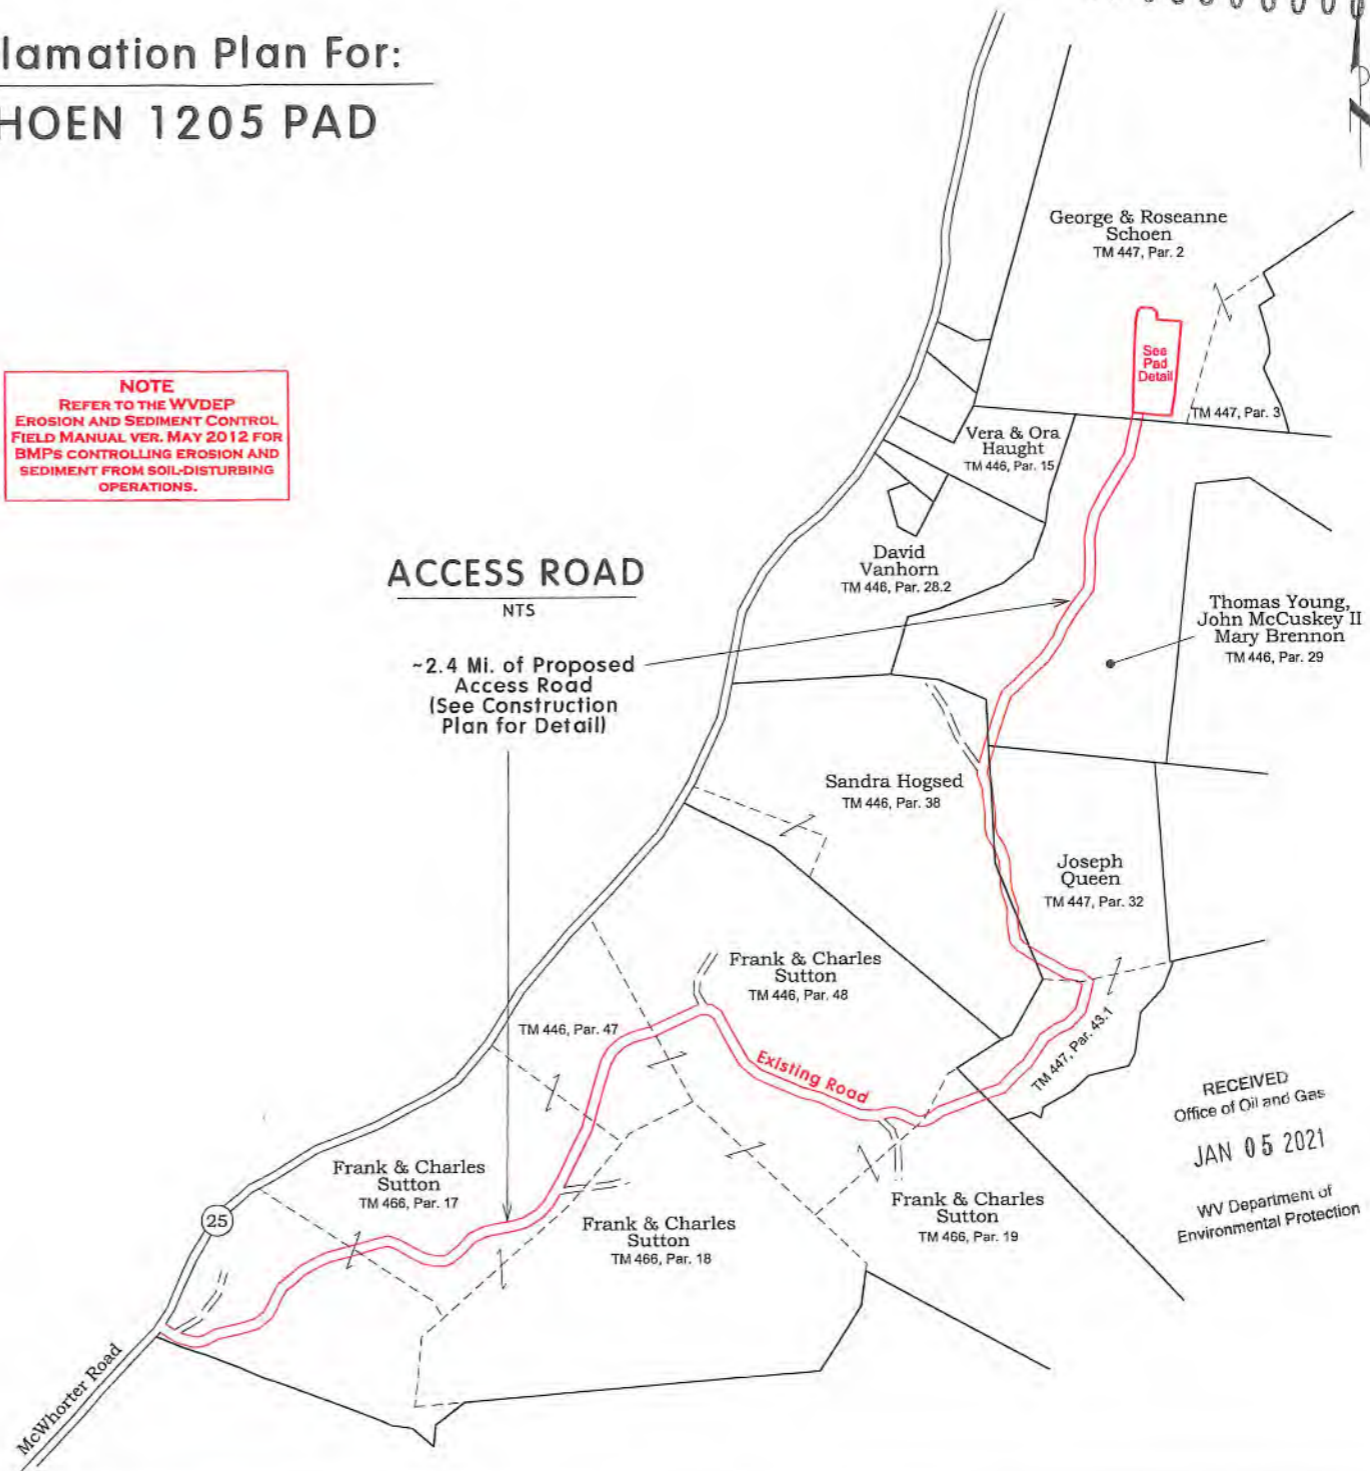 lamation Plan For:
HOEN 1205 PAD
George & Roseanne
Schoen
TM 447, Par. 2
See
Pad
Detail
TM 447, Par. 3
NOTE
REFER TO THE WVDEP
EROSION AND SEDIMENT CONTROL
FIELD MANUAL VER. MAY 2012 FOR
BMPS CONTROLLING EROSION AND
SEDIMENT FROM SOIL-DISTURBING
OPERATIONS.
Vera & Ora
Haught
TM 446, Par. 15
David
Vanhorn
TM 446, Par. 28.2
ACCESS ROAD
NTS
~2.4 Mi. of Proposed
Access Road
(See Construction
Plan for Detail)
Thomas Young,
John McCuskey II
Mary Brennon
TM 446, Par. 29
Sandra Hogsed
TM 446, Par. 38
Joseph
Queen
TM 447, Par. 32
Frank & Charles
Sutton
TM 446, Par. 48
TM 446, Par. 47
Existing Road
TM 447, Par. 43.1
RECEIVED
Office of Oil and Gas
JAN 05 2021
WV Department of
Environmental Protection
Frank & Charles
Sutton
TM 466, Par. 17
Frank & Charles
Sutton
TM 466, Par. 18
Frank & Charles
Sutton
TM 466, Par. 19
25
McWhorter Road